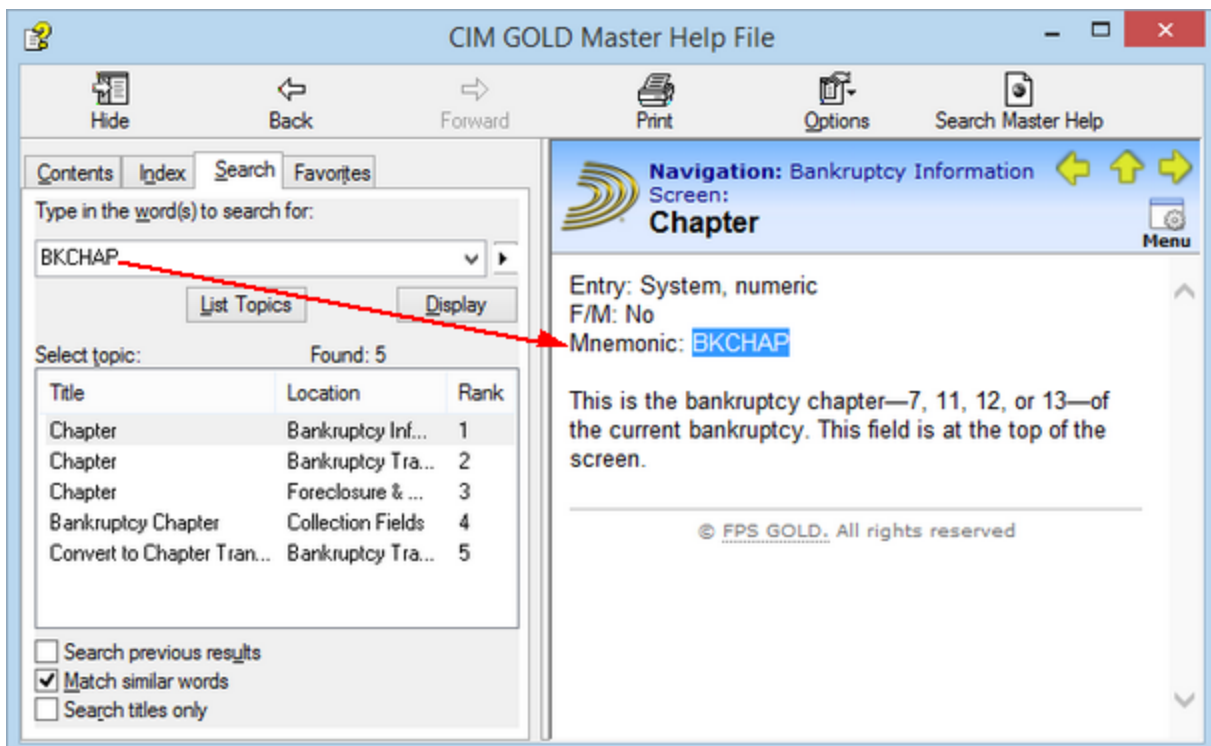 CIM GOLD Master Help File
Hide Back Forward Print Options Search Master Help
Contents Index Search Favorites
Type in the word(s) to search for:
BKCHAP
List Topics Display
Select topic: Found: 5
Title Location Rank
Chapter Bankruptcy Inf... 1
Chapter Bankruptcy Tra... 2
Chapter Foreclosure & ... 3
Bankruptcy Chapter Collection Fields 4
Convert to Chapter Tran... Bankruptcy Tra... 5
Search previous results
Match similar words
Search titles only
Navigation: Bankruptcy Information
Screen:
Chapter
Menu
Entry: System, numeric
F/M: No
Mnemonic: BKCHAP
This is the bankruptcy chapter—7, 11, 12, or 13—of
the current bankruptcy. This field is at the top of the
screen.
© FPS GOLD. All rights reserved